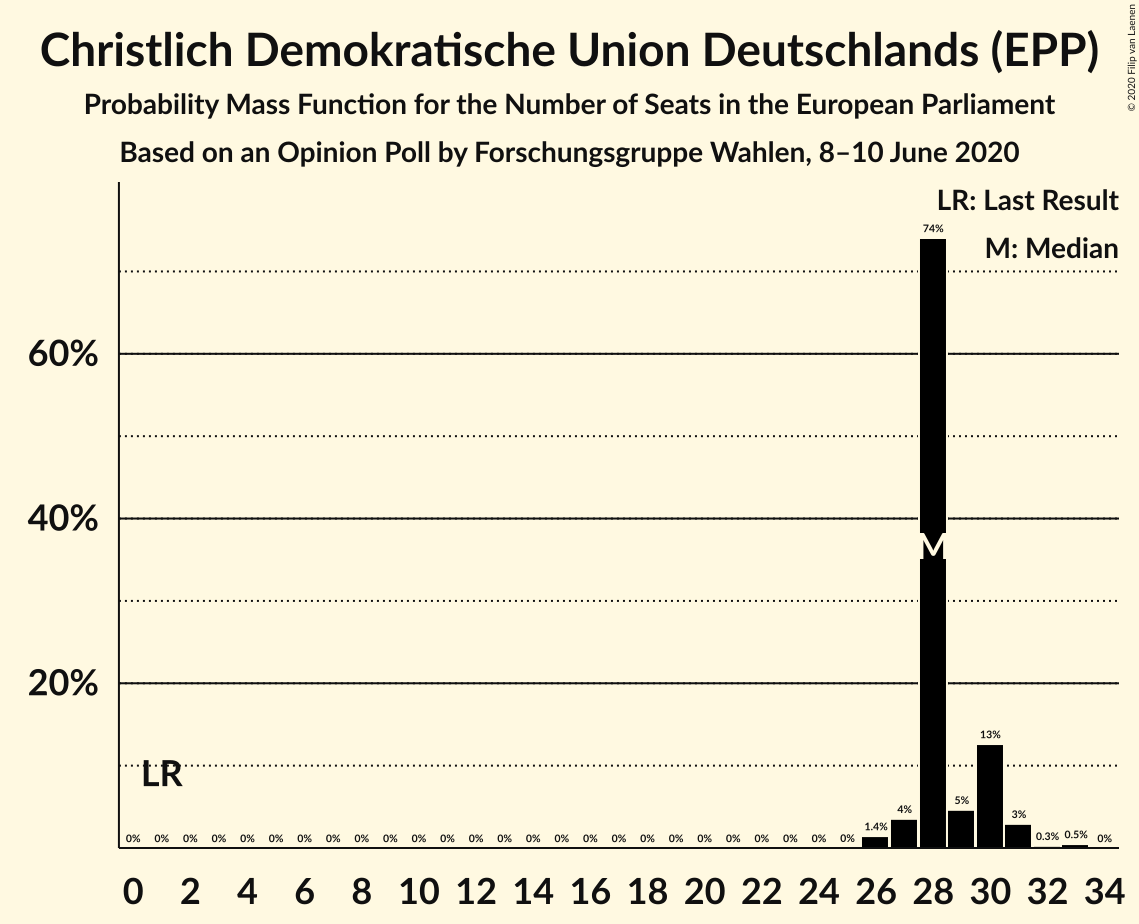 Christlich Demokratische Union Deutschlands (EPP)
Probability Mass Function for the Number of Seats in the European Parliament
Based on an Opinion Poll by Forschungsgruppe Wahlen, 8–10 June 2020
© 2020 Filip van Laenen
LR: Last Result
M: Median
74%
60%
40%
M
20%
13%
LR
5%
4%
3%
1.4%
0% 0% 0% 0% 0% 0% 0% 0% 0% 0% 0% 0% 0% 0% 0% 0% 0% 0% 0% 0% 0% 0% 0% 0% 0% 0% 0.3% 0.5% 0%
0 2 4 6 8 10 12 14 16 18 20 22 24 26 28 30 32 34